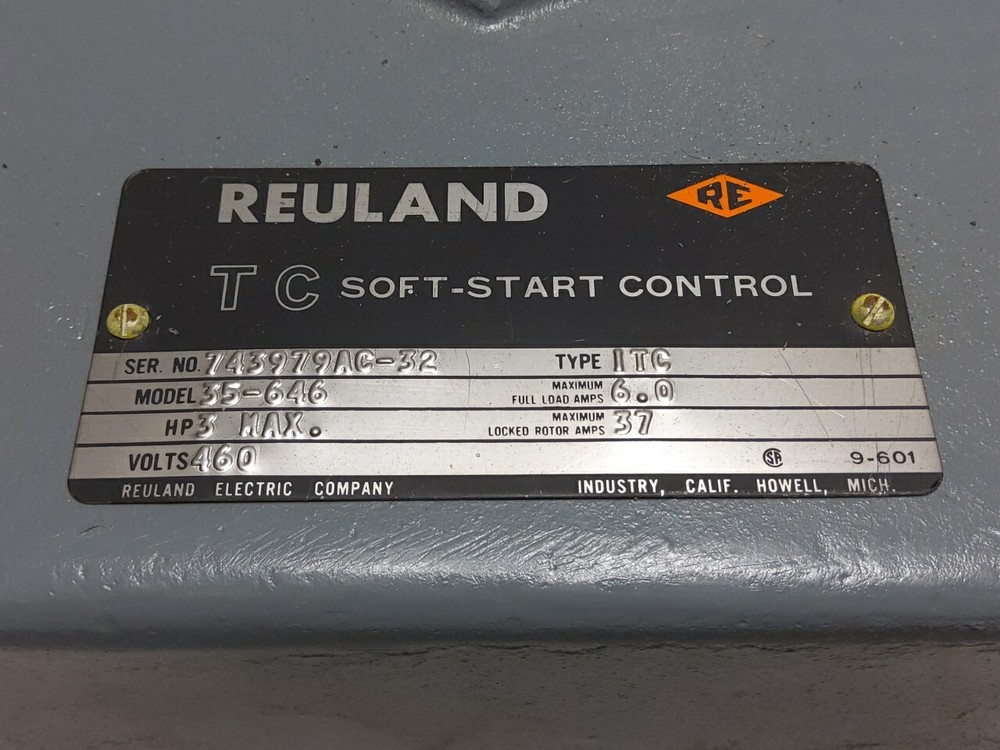 REULAND RE
TC SOFT-START CONTROL
SER. NO. 743979AC-32 TYPE ITC
MODEL 35-646 MAXIMUM FULL LOAD AMPS 6.0
HP 3 MAX. MAXIMUM LOCKED ROTOR AMPS 37
VOLTS 460 SA 9-601
REULAND ELECTRIC COMPANY INDUSTRY, CALIF. HOWELL, MICH.